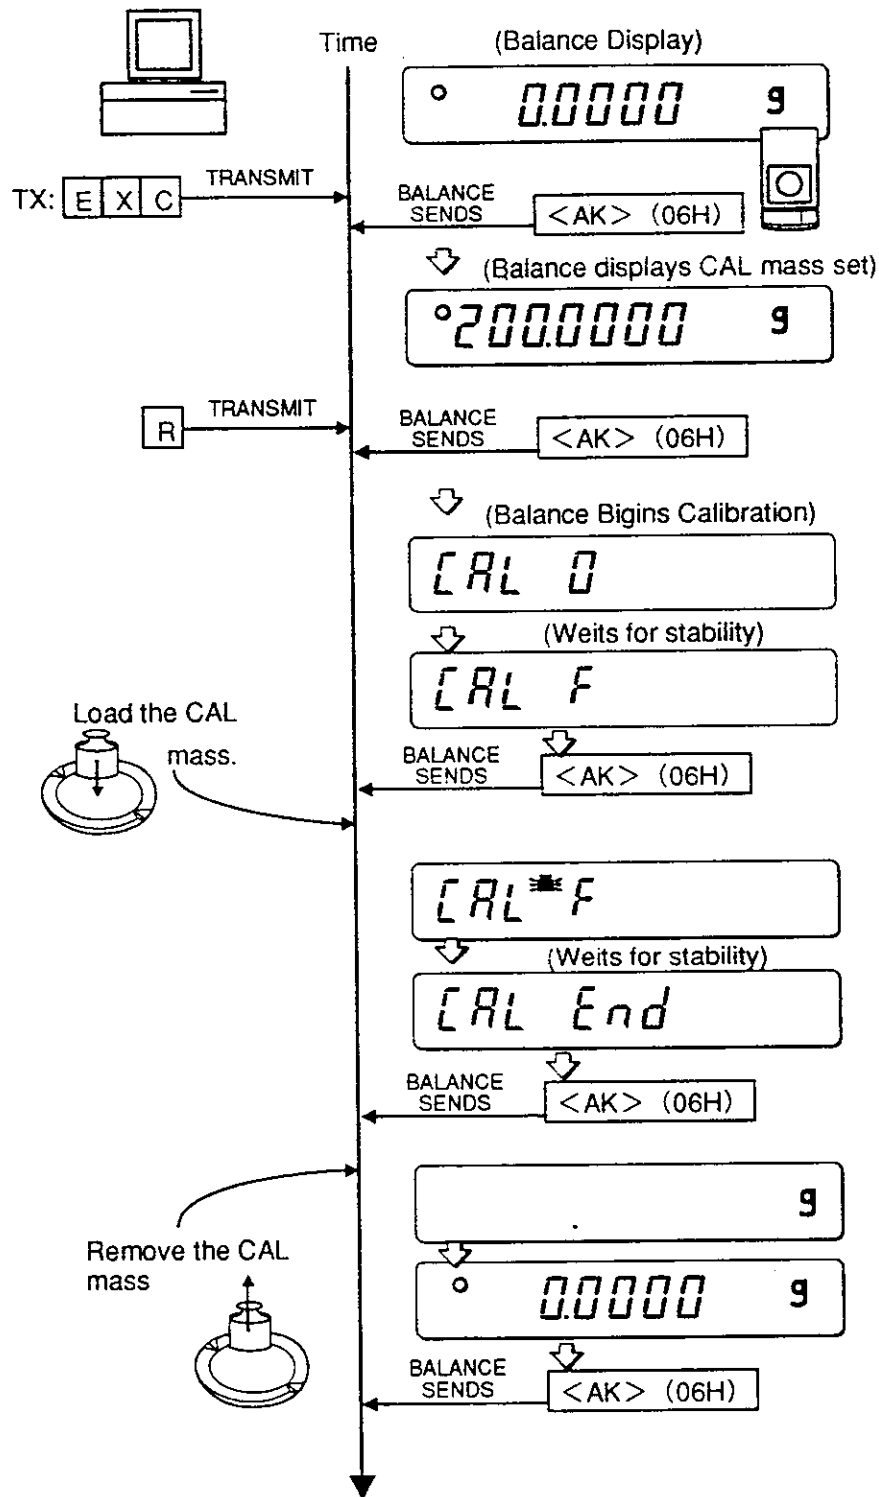 Time (Balance Display)
0.0000 g
TX: E X C TRANSMIT
BALANCE
SENDS <AK> (06H)
(Balance displays CAL mass set)
200.0000 g
R TRANSMIT
BALANCE
SENDS <AK> (06H)
(Balance Bigins Calibration)
CAL 0
(Weits for stability)
CAL F
Load the CAL
mass.
BALANCE
SENDS <AK> (06H)
CAL F
(Weits for stability)
CAL End
BALANCE
SENDS <AK> (06H)
g
Remove the CAL
mass
0.0000 g
BALANCE
SENDS <AK> (06H)